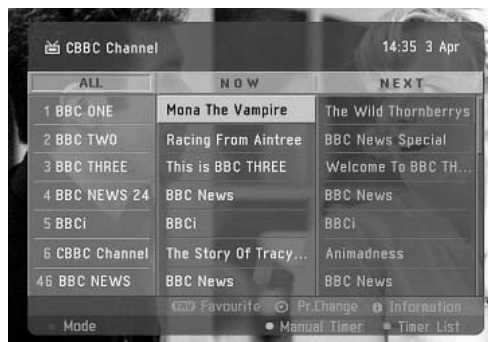 CBBC Channel 14:35 3 Apr
ALL NOW NEXT
1 BBC ONE Mona The Vampire The Wild Thornberrys
2 BBC TWO Racing From Aintree BBC News Special
3 BBC THREE This is BBC THREE Welcome To BBC TH...
4 BBC NEWS 24 BBC News BBC News
5 BBCi BBCi BBCi
6 CBBC Channel The Story Of Tracy... Animadness
46 BBC NEWS BBC News BBC News
FAV Favourite Pr.Change i Information
Mode Manual Timer Timer List